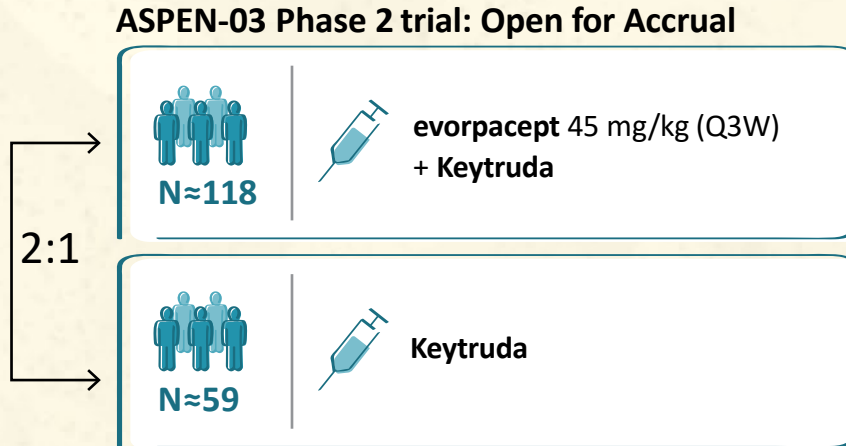 ASPEN-03 Phase 2 trial: Open for Accrual
2:1
N≈118
evorpacept 45 mg/kg (Q3W)
+ Keytruda
N≈59
Keytruda